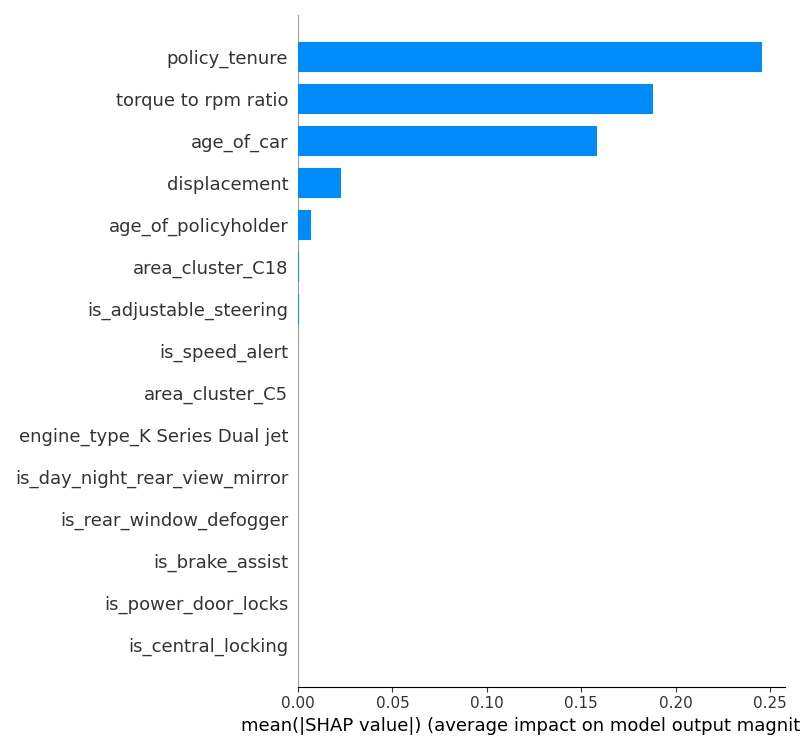 policy_tenure
torque to rpm ratio
age_of_car
displacement
age_of_policyholder
area_cluster_C18
is_adjustable_steering
is_speed_alert
area_cluster_C5
engine_type_K Series Dual jet
is_day_night_rear_view_mirror
is_rear_window_defogger
is_brake_assist
is_power_door_locks
is_central_locking
0.00 0.05 0.10 0.15 0.20 0.25
mean(|SHAP value|) (average impact on model output magnit